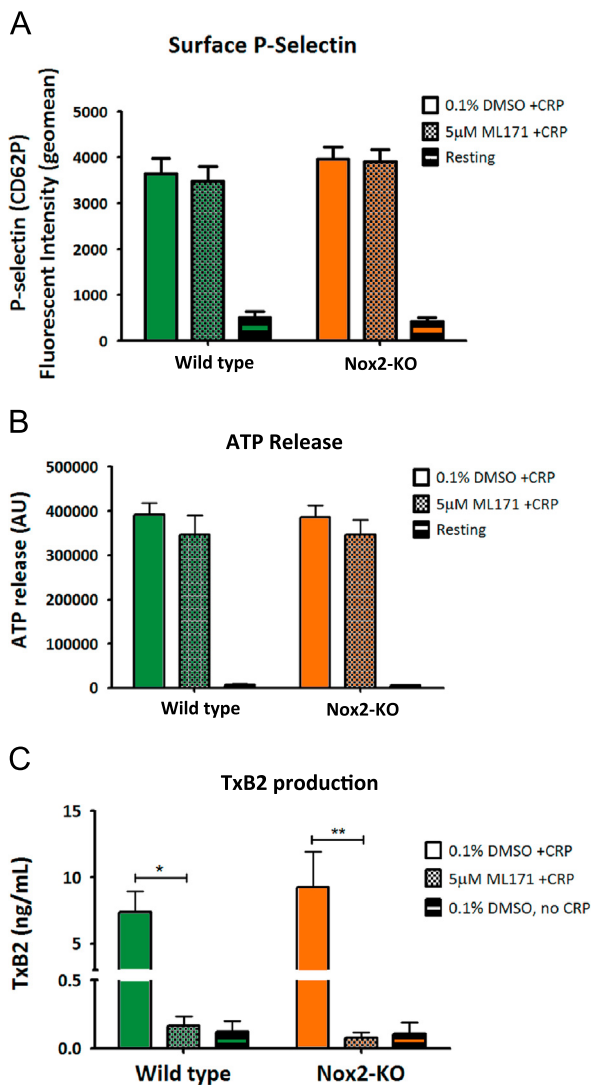 A
Surface P-Selectin
P-selectin (CD62P)
Fluorescent Intensity (geomean)
5000
4000
3000
2000
1000
0
0.1% DMSO +CRP
5μM ML171 +CRP
Resting
Wild type
Nox2-KO
B
ATP Release
ATP release (AU)
500000
400000
300000
200000
100000
0
0.1% DMSO +CRP
5μM ML171 +CRP
Resting
Wild type
Nox2-KO
C
TxB2 production
TxB2 (ng/mL)
15
10
5
0.5
0.0
*
**
0.1% DMSO +CRP
5μM ML171 +CRP
0.1% DMSO, no CRP
Wild type
Nox2-KO